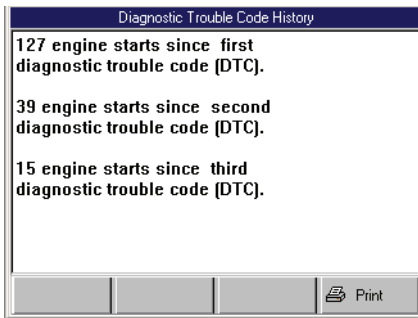 Diagnostic Trouble Code History
127 engine starts since first
diagnostic trouble code (DTC).
39 engine starts since second
diagnostic trouble code (DTC).
15 engine starts since third
diagnostic trouble code (DTC).
Print